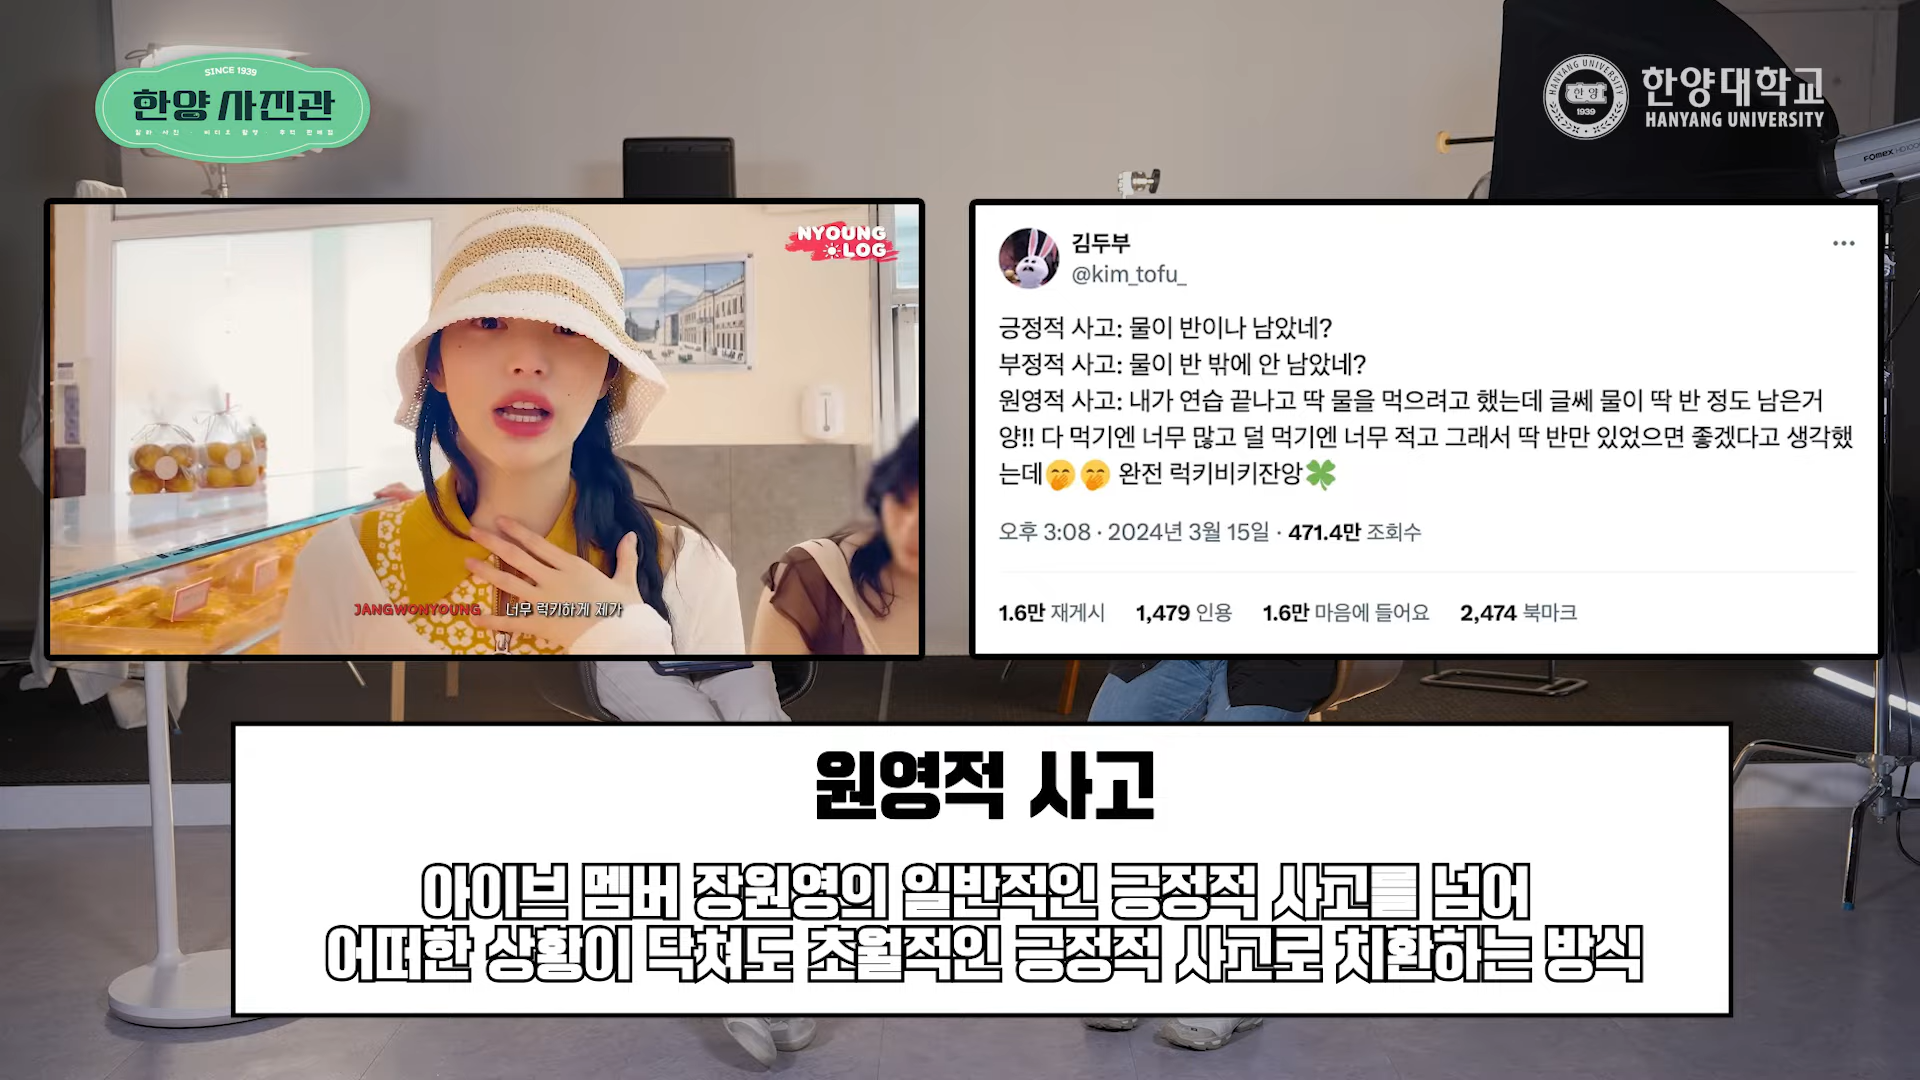 SINCE 1939
한양 사진관
HANYANG UNIVERSITY
한양
1939
한양대학교
HANYANG UNIVERSITY
FOMEX
NYOUNG
LOG
JANGWONYOUNG 너무 럭키하게 제가
김두부
@kim_tofu_
긍정적 사고: 물이 반이나 남았네?
부정적 사고: 물이 반 밖에 안 남았네?
원영적 사고: 내가 연습 끝나고 딱 물을 먹으려고 했는데 글쎄 물이 딱 반 정도 남은거
양!! 다 먹기엔 너무 많고 덜 먹기엔 너무 적고 그래서 딱 반만 있었으면 좋겠다고 생각했
는데🤭🤭 완전 럭키비키잔앙🍀
오후 3:08 · 2024년 3월 15일 · 471.4만 조회수
1.6만 재게시 1,479 인용 1.6만 마음에 들어요 2,474 북마크
원영적 사고
아이브 멤버 장원영의 일반적인 긍정적 사고를 넘어
어떠한 상황이 닥쳐도 초월적인 긍정적 사고로 치환하는 방식